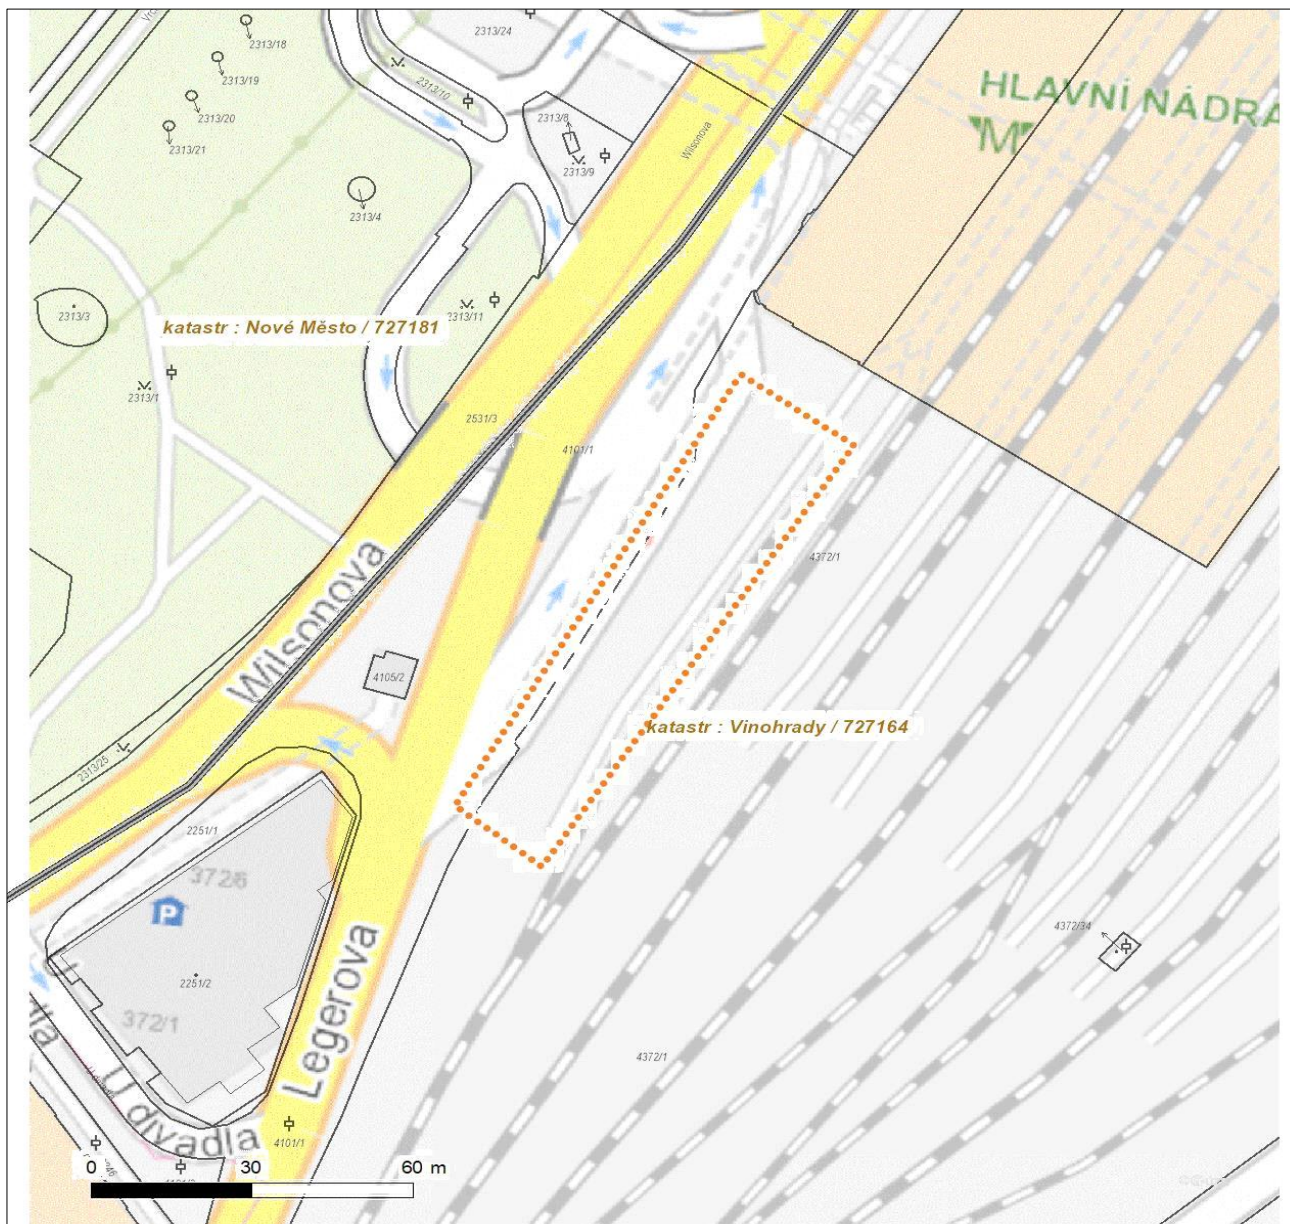 2313/18
2313/24
2313/19
2313/10
2313/20
2313/8
2313/21
2313/9
2313/4
Wilsonova
HLAVNÍ NÁDRA
M
2313/3
katastr : Nové Město / 727181
2313/11
2313/1
2531/3
4101/1
4372/1
Wilsonova
4105/2
katastr : Vinohrady / 727164
2313/25
2251/1
372/6
P
4372/34
2251/2
372/1
Legerova
4372/1
U divadla
4101/1
0 30 60 m